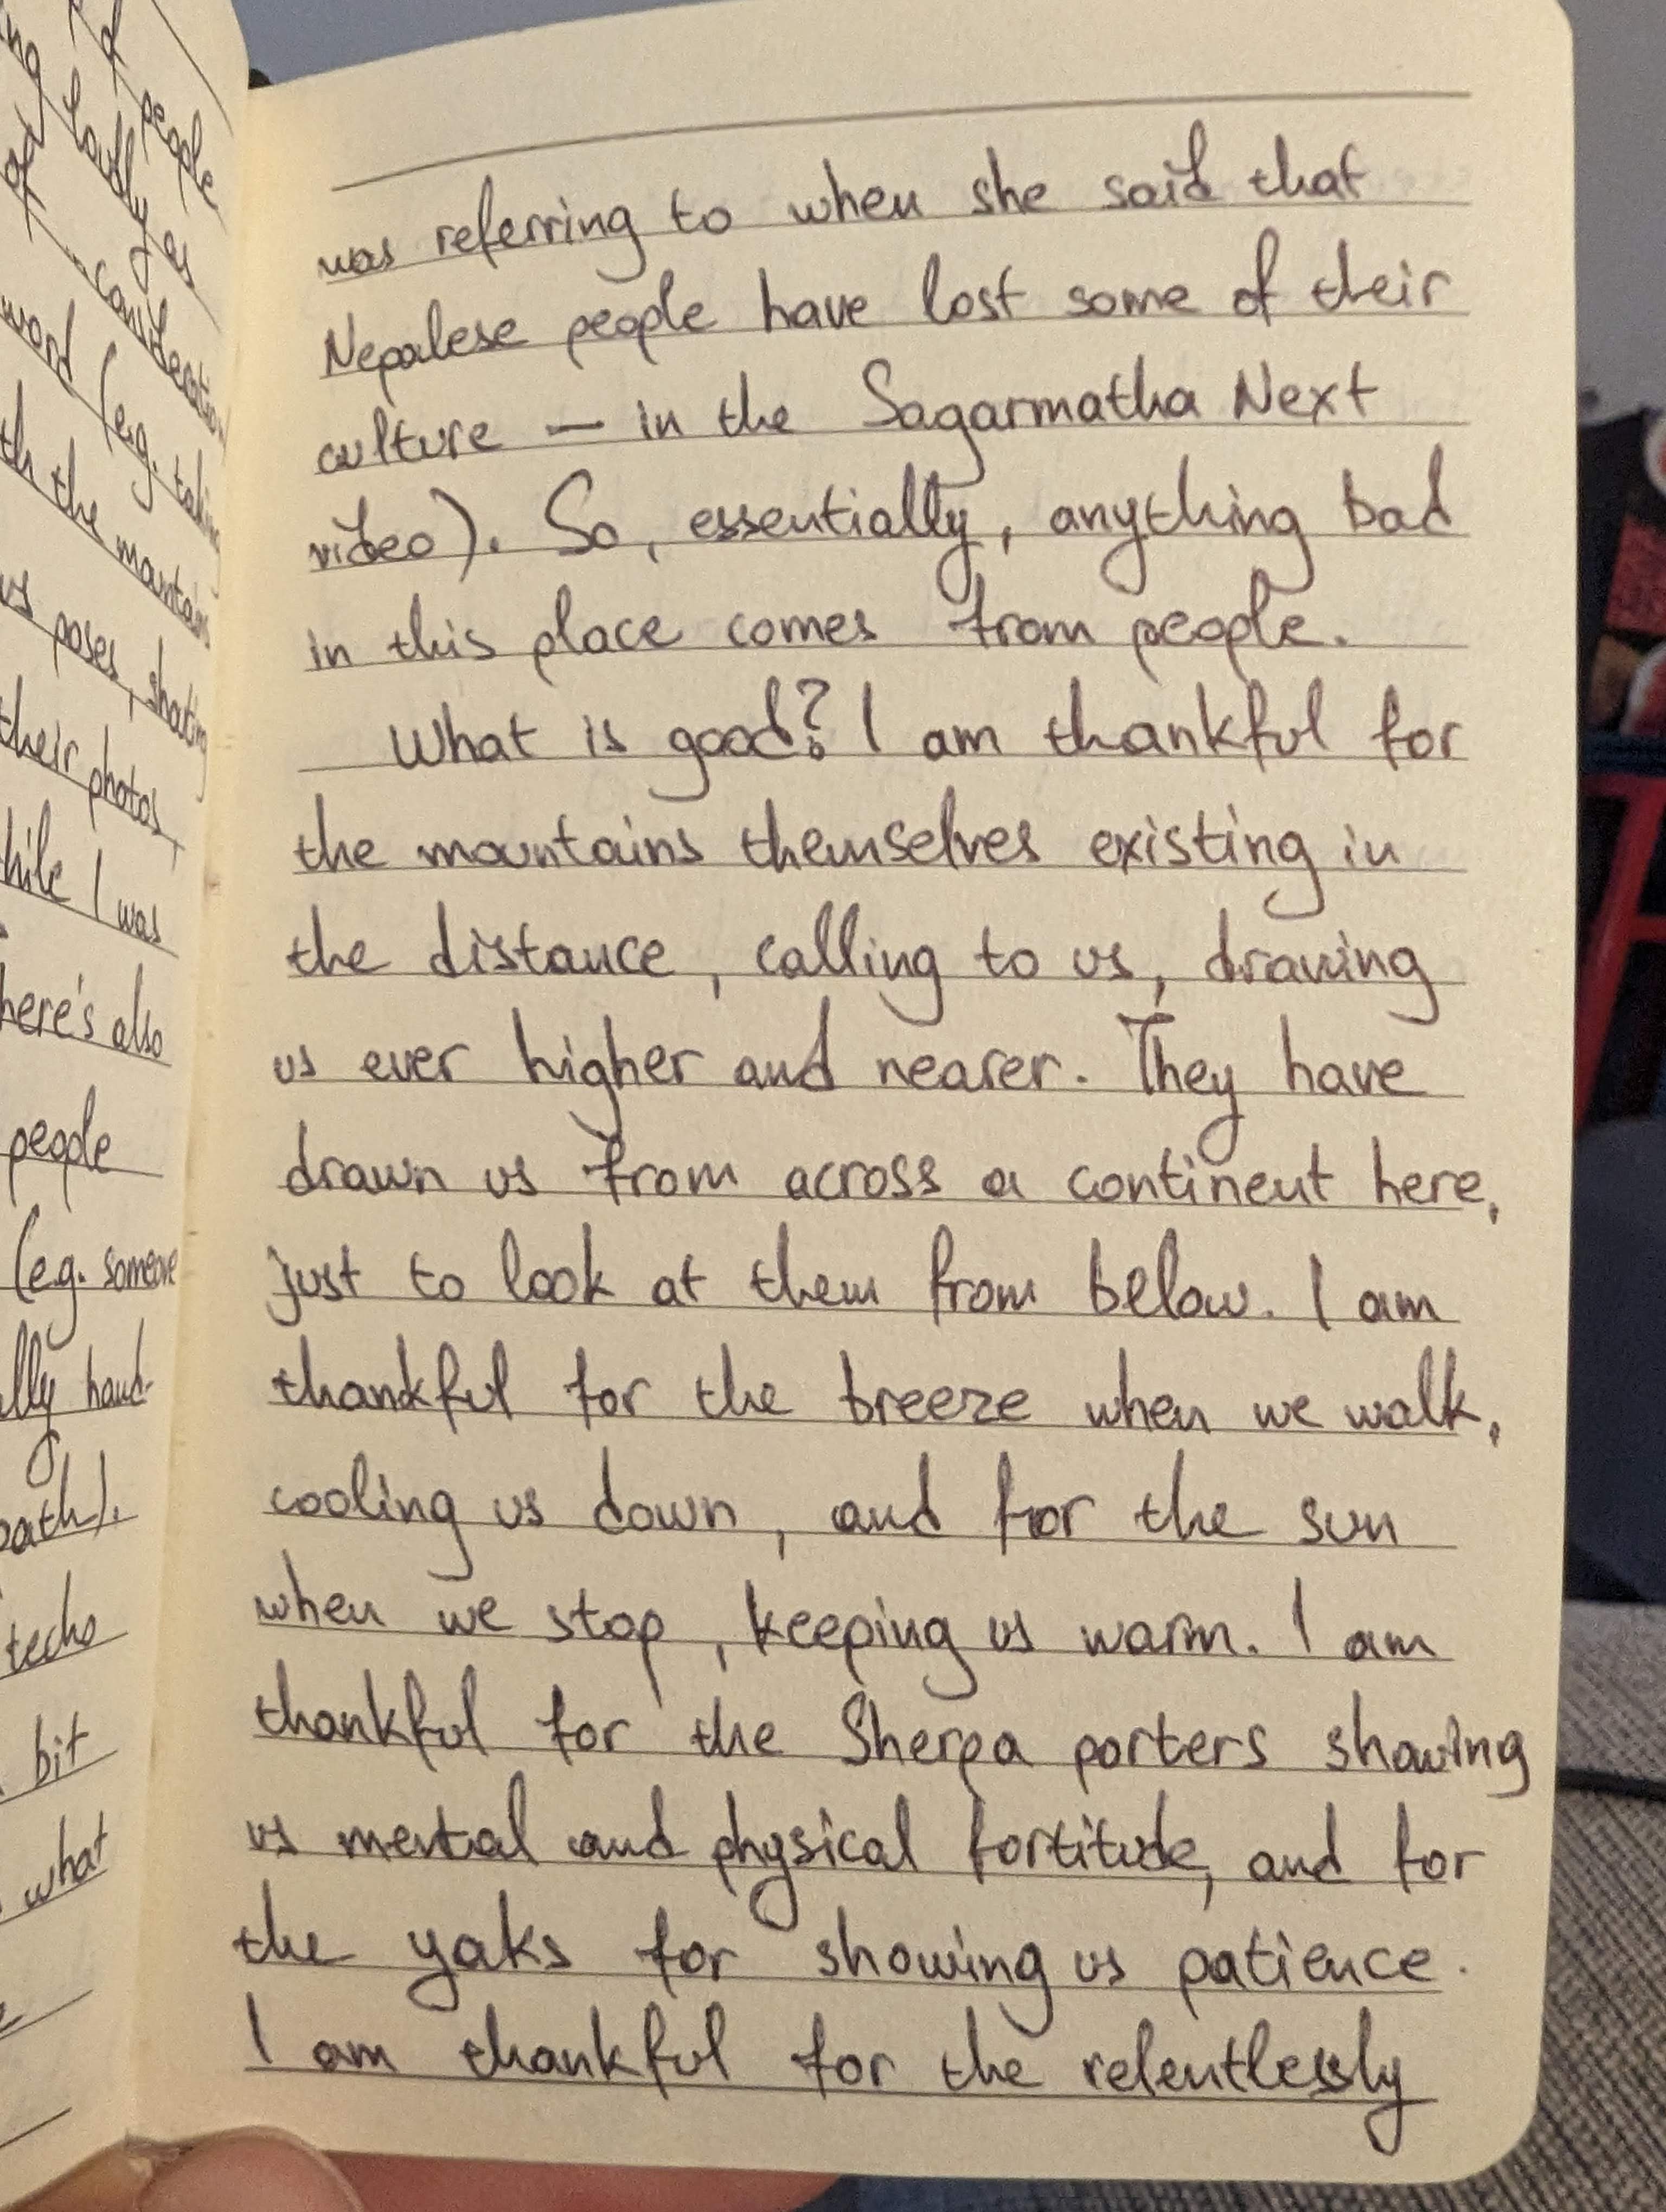 of people
loudly as
of
word (e.g. taking
th the mountains
us poses, shating
their photos,
hile I was
here's also
people
(e.g. someone
lly hand-
path).
techo
bit
what
was referring to when she said that
Nepalese people have lost some of their
culture — in the Sagarmatha Next
video). So, essentially, anything bad
in this place comes from people.
What is good? I am thankful for
the mountains themselves existing in
the distance, calling to us, drawing
us ever higher and nearer. They have
drawn us from across a continent here,
just to look at them from below. I am
thankful for the breeze when we walk,
cooling us down, and for the sun
when we stop, keeping us warm. I am
thankful for the Sherpa porters showing
us mental and physical fortitude, and for
the yaks for showing us patience.
I am thankful for the relentlessly